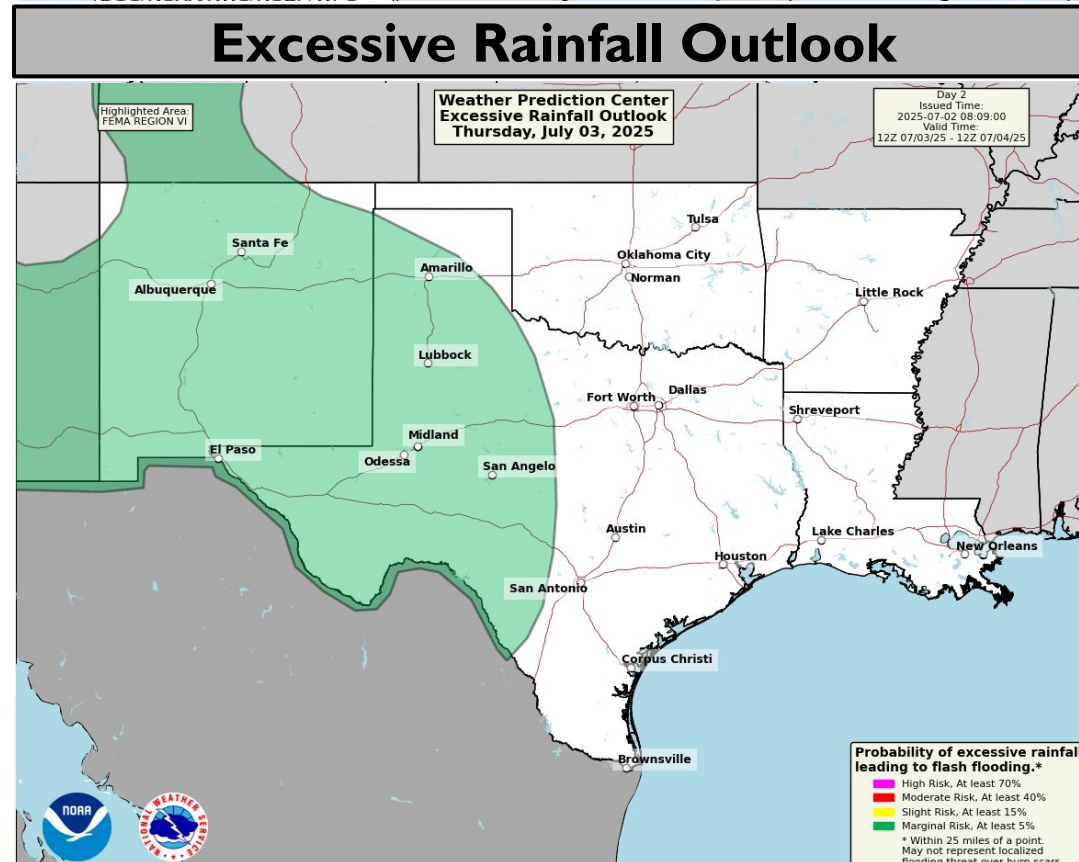 Excessive Rainfall Outlook
Highlighted Area:
FEMA REGION VI
Weather Prediction Center
Excessive Rainfall Outlook
Thursday, July 03, 2025
Day 2
Issued Time:
2025-07-02 08:09:00
Valid Time:
12Z 07/03/25 - 12Z 07/04/25
Tulsa
Santa Fe
Oklahoma City
Amarillo
Norman
Albuquerque
Little Rock
Lubbock
Dallas
Fort Worth
Shreveport
Midland
El Paso
Odessa
San Angelo
Austin
Lake Charles
New Orleans
Houston
San Antonio
Corpus Christi
Brownsville
Probability of excessive rainfall
leading to flash flooding.*
High Risk, At least 70%
Moderate Risk, At least 40%
Slight Risk, At least 15%
Marginal Risk, At least 5%
* Within 25 miles of a point.
May not represent localized
flooding threat over burn scars
NOAA
NATIONAL WEATHER SERVICE